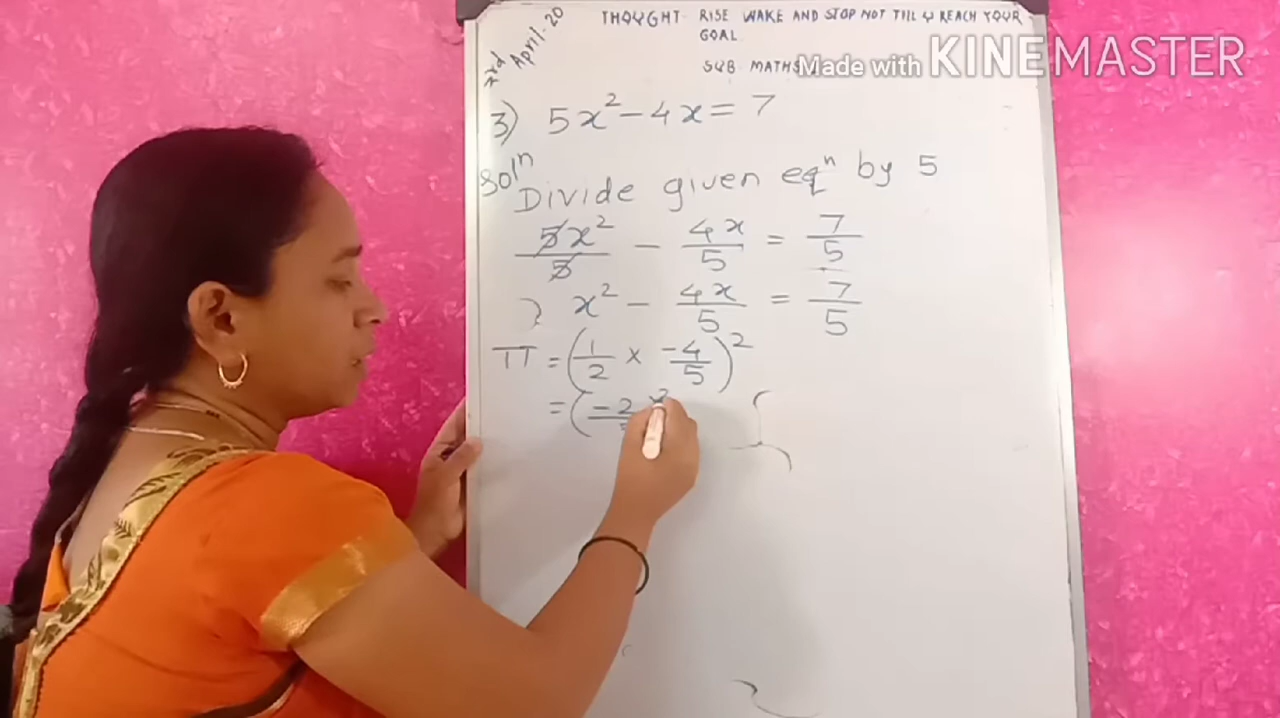 3rd April. 20
THOUGHT RISE WAKE AND STOP NOT TILL U REACH YOUR
GOAL
SUB MATHS
Made with KINEMASTER
3) 5x² - 4x = 7
Solⁿ
Divide given eqⁿ by 5
5x²/5 - 4x/5 = 7/5
x² - 4x/5 = 7/5
TT = (1/2 × -4/5)²
= (-2